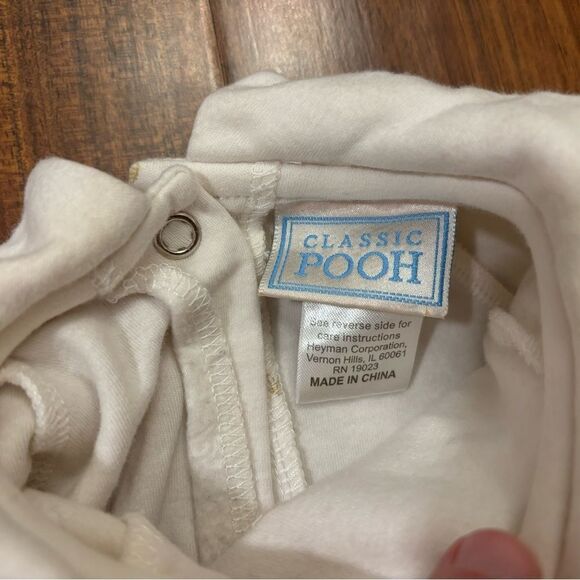 CLASSIC
POOH
See reverse side for
care instructions
Heyman Corporation,
Vernon Hills, IL 60061
RN 19023
MADE IN CHINA